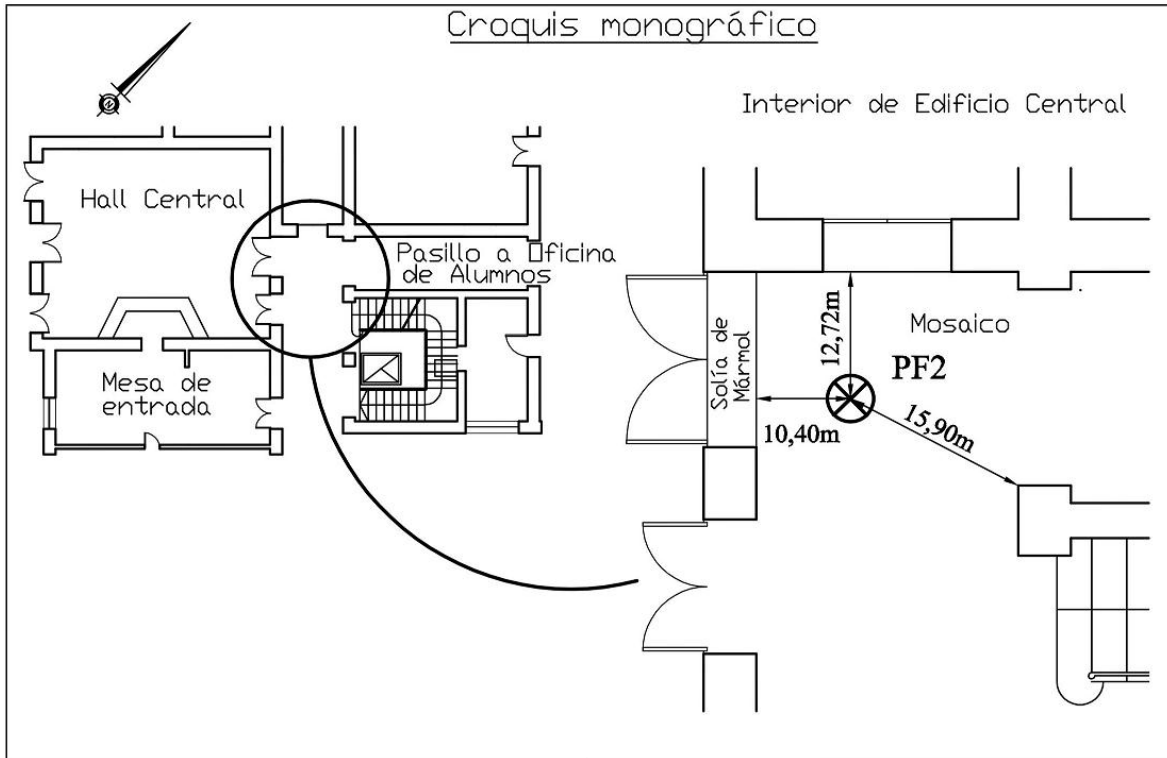 Croquis monográfico
N
Interior de Edificio Central
Hall Central
Pasillo a Oficina
de Alumnos
Mesa de
entrada
Solía de
Mármol
12,72m
Mosaico
PF2
10,40m
15,90m